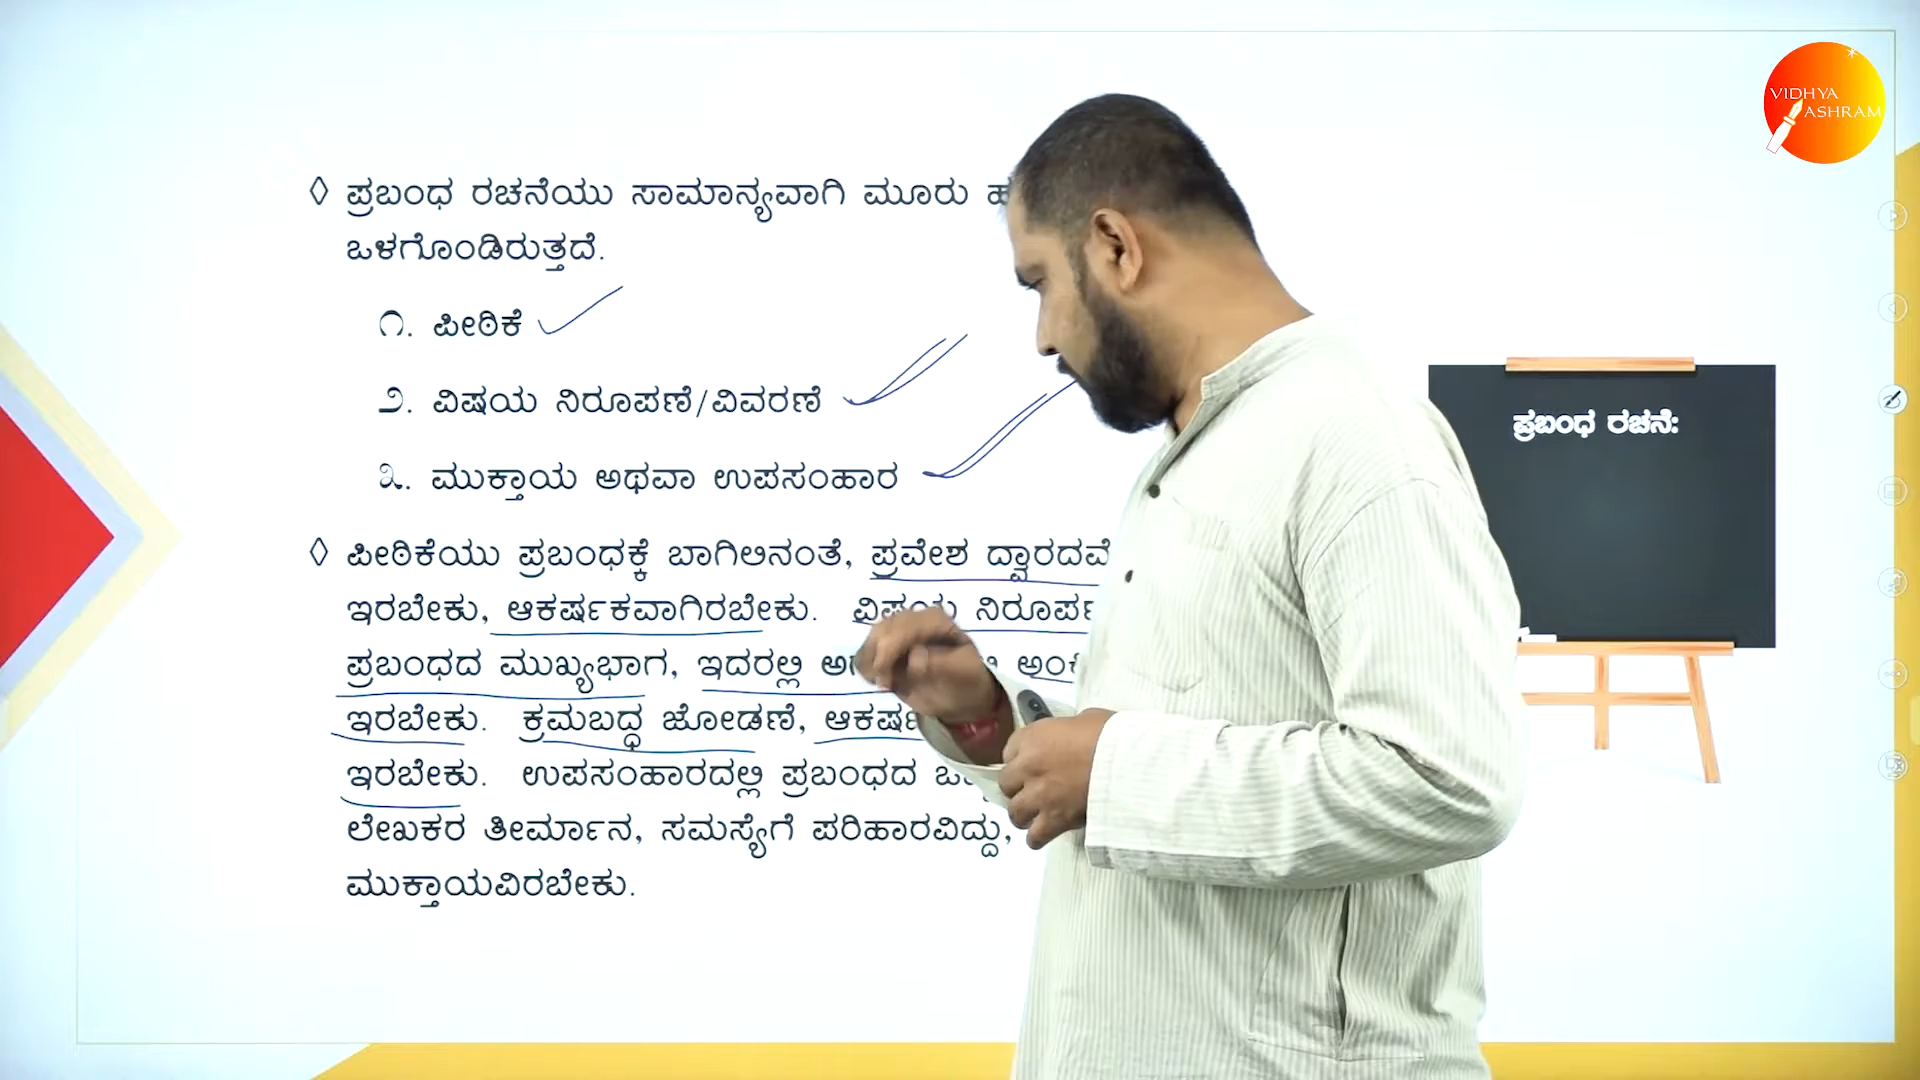 ◊ ಪ್ರಬಂಧ ರಚನೆಯು ಸಾಮಾನ್ಯವಾಗಿ ಮೂರು
ಒಳಗೊಂಡಿರುತ್ತದೆ.
೧. ಪೀಠಿಕೆ
೨. ವಿಷಯ ನಿರೂಪಣೆ/ವಿವರಣೆ
೩. ಮುಕ್ತಾಯ ಅಥವಾ ಉಪಸಂಹಾರ
◊ ಪೀಠಿಕೆಯು ಪ್ರಬಂಧಕ್ಕೆ ಬಾಗಿಲಿನಂತೆ, ಪ್ರವೇಶ
ಇರಬೇಕು, ಆಕರ್ಷಕವಾಗಿರಬೇಕು. ವಿಷಯ
ಪ್ರಬಂಧದ ಮುಖ್ಯಭಾಗ, ಇದರಲ್ಲಿ
ಇರಬೇಕು. ಕ್ರಮಬದ್ಧ ಜೋಡಣೆ,
ಇರಬೇಕು. ಉಪಸಂಹಾರದಲ್ಲಿ ಪ್ರಬಂಧದ
ಲೇಖಕರ ತೀರ್ಮಾನ, ಸಮಸ್ಯೆಗೆ ಪರಿಹಾರವಿದ್ದು,
ಮುಕ್ತಾಯವಿರಬೇಕು.
ಪ್ರಬಂಧ ರಚನೆ:
VIDHYA
ASHRAM